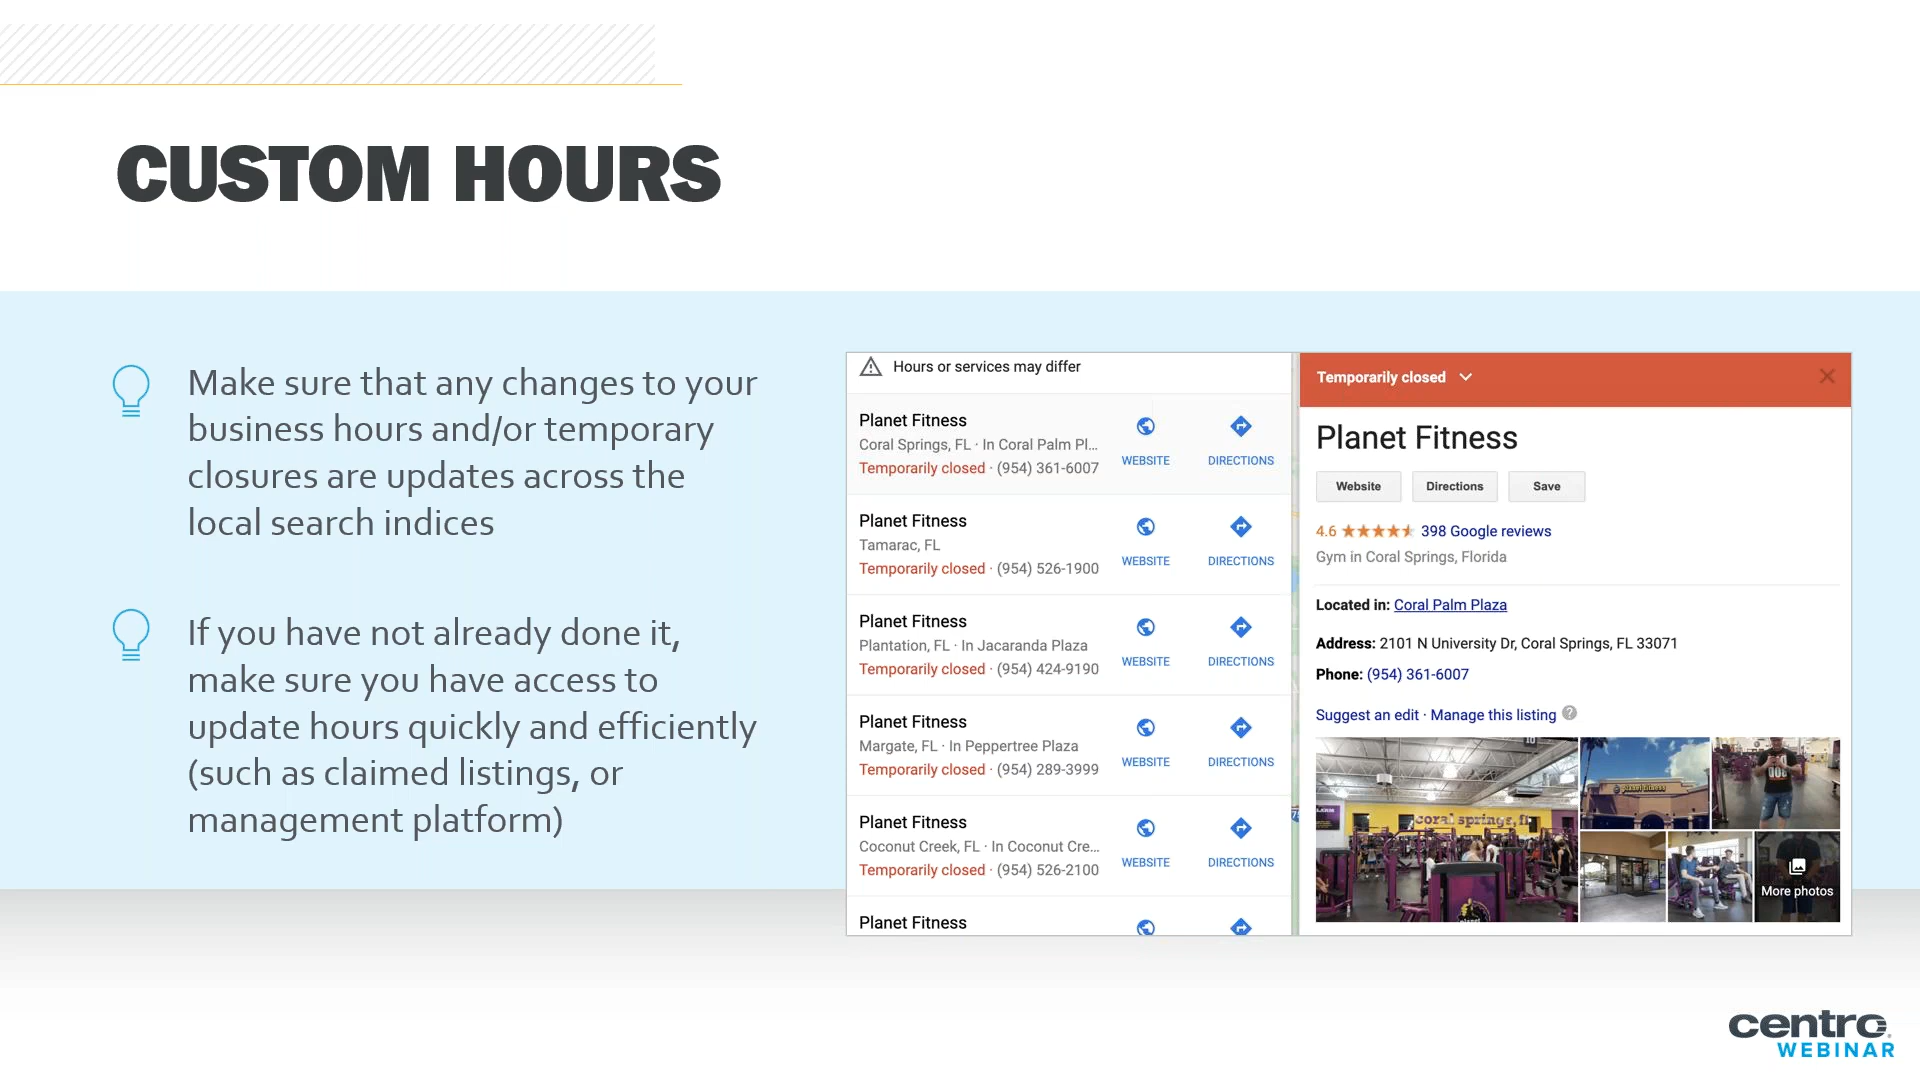 CUSTOM HOURS
Make sure that any changes to your
business hours and/or temporary
closures are updates across the
local search indices
If you have not already done it,
make sure you have access to
update hours quickly and efficiently
(such as claimed listings, or
management platform)
Hours or services may differ
Planet Fitness
Coral Springs, FL · In Coral Palm Pl...
Temporarily closed · (954) 361-6007
WEBSITE DIRECTIONS
Planet Fitness
Tamarac, FL
Temporarily closed · (954) 526-1900
WEBSITE DIRECTIONS
Planet Fitness
Plantation, FL · In Jacaranda Plaza
Temporarily closed · (954) 424-9190
WEBSITE DIRECTIONS
Planet Fitness
Margate, FL · In Peppertree Plaza
Temporarily closed · (954) 289-3999
WEBSITE DIRECTIONS
Planet Fitness
Coconut Creek, FL · In Coconut Cre...
Temporarily closed · (954) 526-2100
WEBSITE DIRECTIONS
Planet Fitness
Temporarily closed
Planet Fitness
Website Directions Save
4.6 398 Google reviews
Gym in Coral Springs, Florida
Located in: Coral Palm Plaza
Address: 2101 N University Dr, Coral Springs, FL 33071
Phone: (954) 361-6007
Suggest an edit · Manage this listing ?
coral springs, fl
planet fitness
More photos
centro
WEBINAR